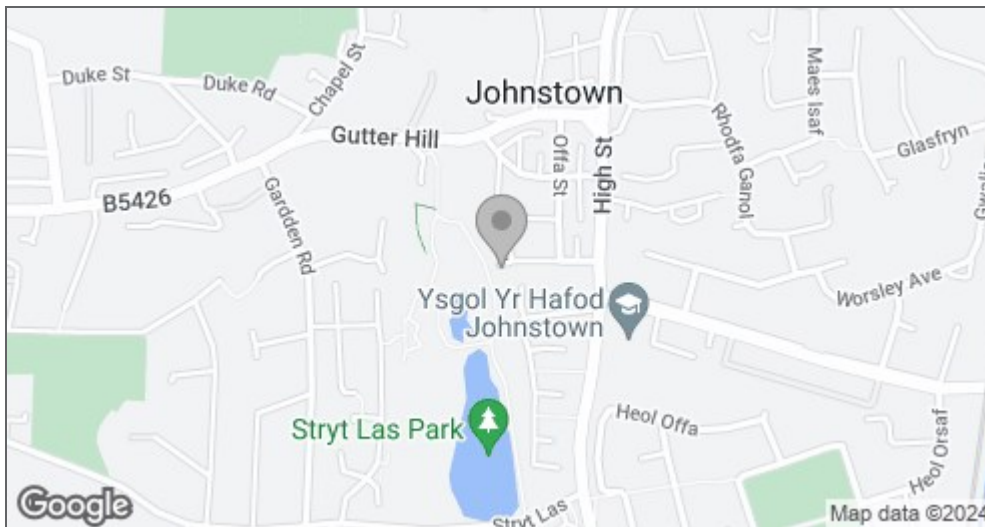 Johnstown
Duke St
Duke Rd
Chapel St
Gutter Hill
B5426
Gardden Rd
Offa St
High St
Rhodfa Ganol
Maes Isaf
Glasfryn
Worsley Ave
Ysgol Yr Hafod
Johnstown
Stryt Las Park
Heol Offa
Heol Orsaf
Stryt Las
Google
Map data ©2024